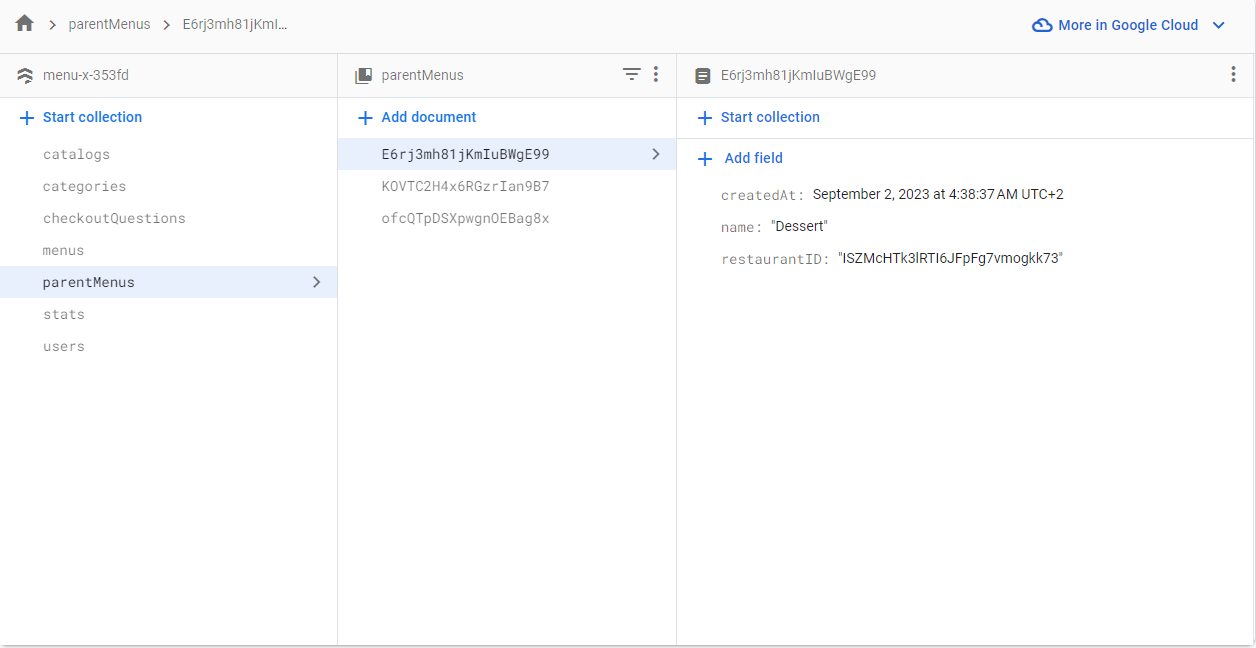 parentMenus
E6rj3mh81jKmI...
More in Google Cloud
menu-x-353fd
Start collection
catalogs
categories
checkoutQuestions
menus
parentMenus
stats
users
parentMenus
Add document
E6rj3mh81jKmIuBWgE99
KOVTC2H4x6RGzrIan9B7
ofcQTpDSXpwgnOEBag8x
E6rj3mh81jKmIuBWgE99
Start collection
Add field
createdAt: September 2, 2023 at 4:38:37 AM UTC+2
name: "Dessert"
restaurantID: "ISZMcHTk3lRTI6JFpFg7vmogkk73"